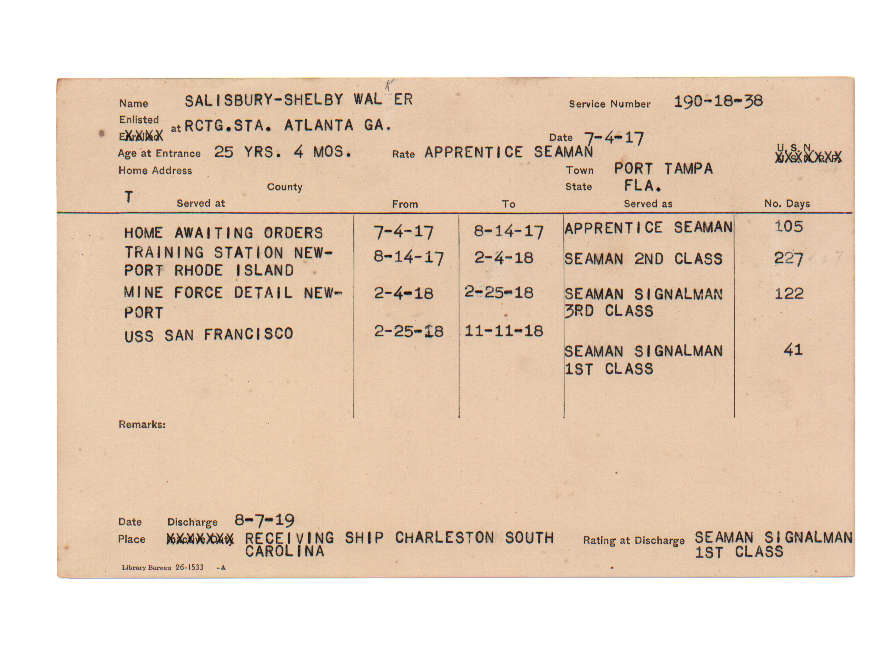 Name SALISBURY-SHELBY WAL ER Service Number 190-18-38
Enlisted
at RCTG.STA. ATLANTA GA. Date 7-4-17
Age at Entrance 25 YRS. 4 MOS. Rate APPRENTICE SEAMAN U.S.N.
Home Address Town PORT TAMPA
County State FLA.
T
Served at From To Served as No. Days
HOME AWAITING ORDERS 7-4-17 8-14-17 APPRENTICE SEAMAN 105
TRAINING STATION NEW- 8-14-17 2-4-18 SEAMAN 2ND CLASS 227
PORT RHODE ISLAND
MINE FORCE DETAIL NEW- 2-4-18 2-25-18 SEAMAN SIGNALMAN 122
PORT 3RD CLASS
USS SAN FRANCISCO 2-25-18 11-11-18
SEAMAN SIGNALMAN 41
1ST CLASS
Remarks:
Date Discharge 8-7-19
Place XXXXXXXX RECEIVING SHIP CHARLESTON SOUTH Rating at Discharge SEAMAN SIGNALMAN
CAROLINA 1ST CLASS
Library Bureau 26-1533 -A